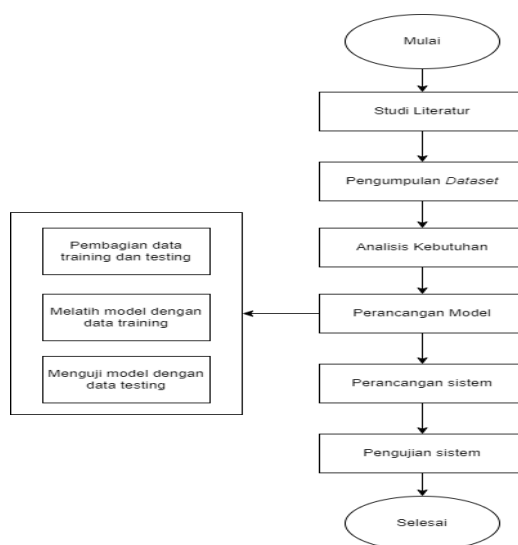 Mulai
Studi Literatur
Pengumpulan Dataset
Analisis Kebutuhan
Perancangan Model
Pembagian data
training dan testing
Melatih model dengan
data training
Menguji model dengan
data testing
Perancangan sistem
Pengujian sistem
Selesai